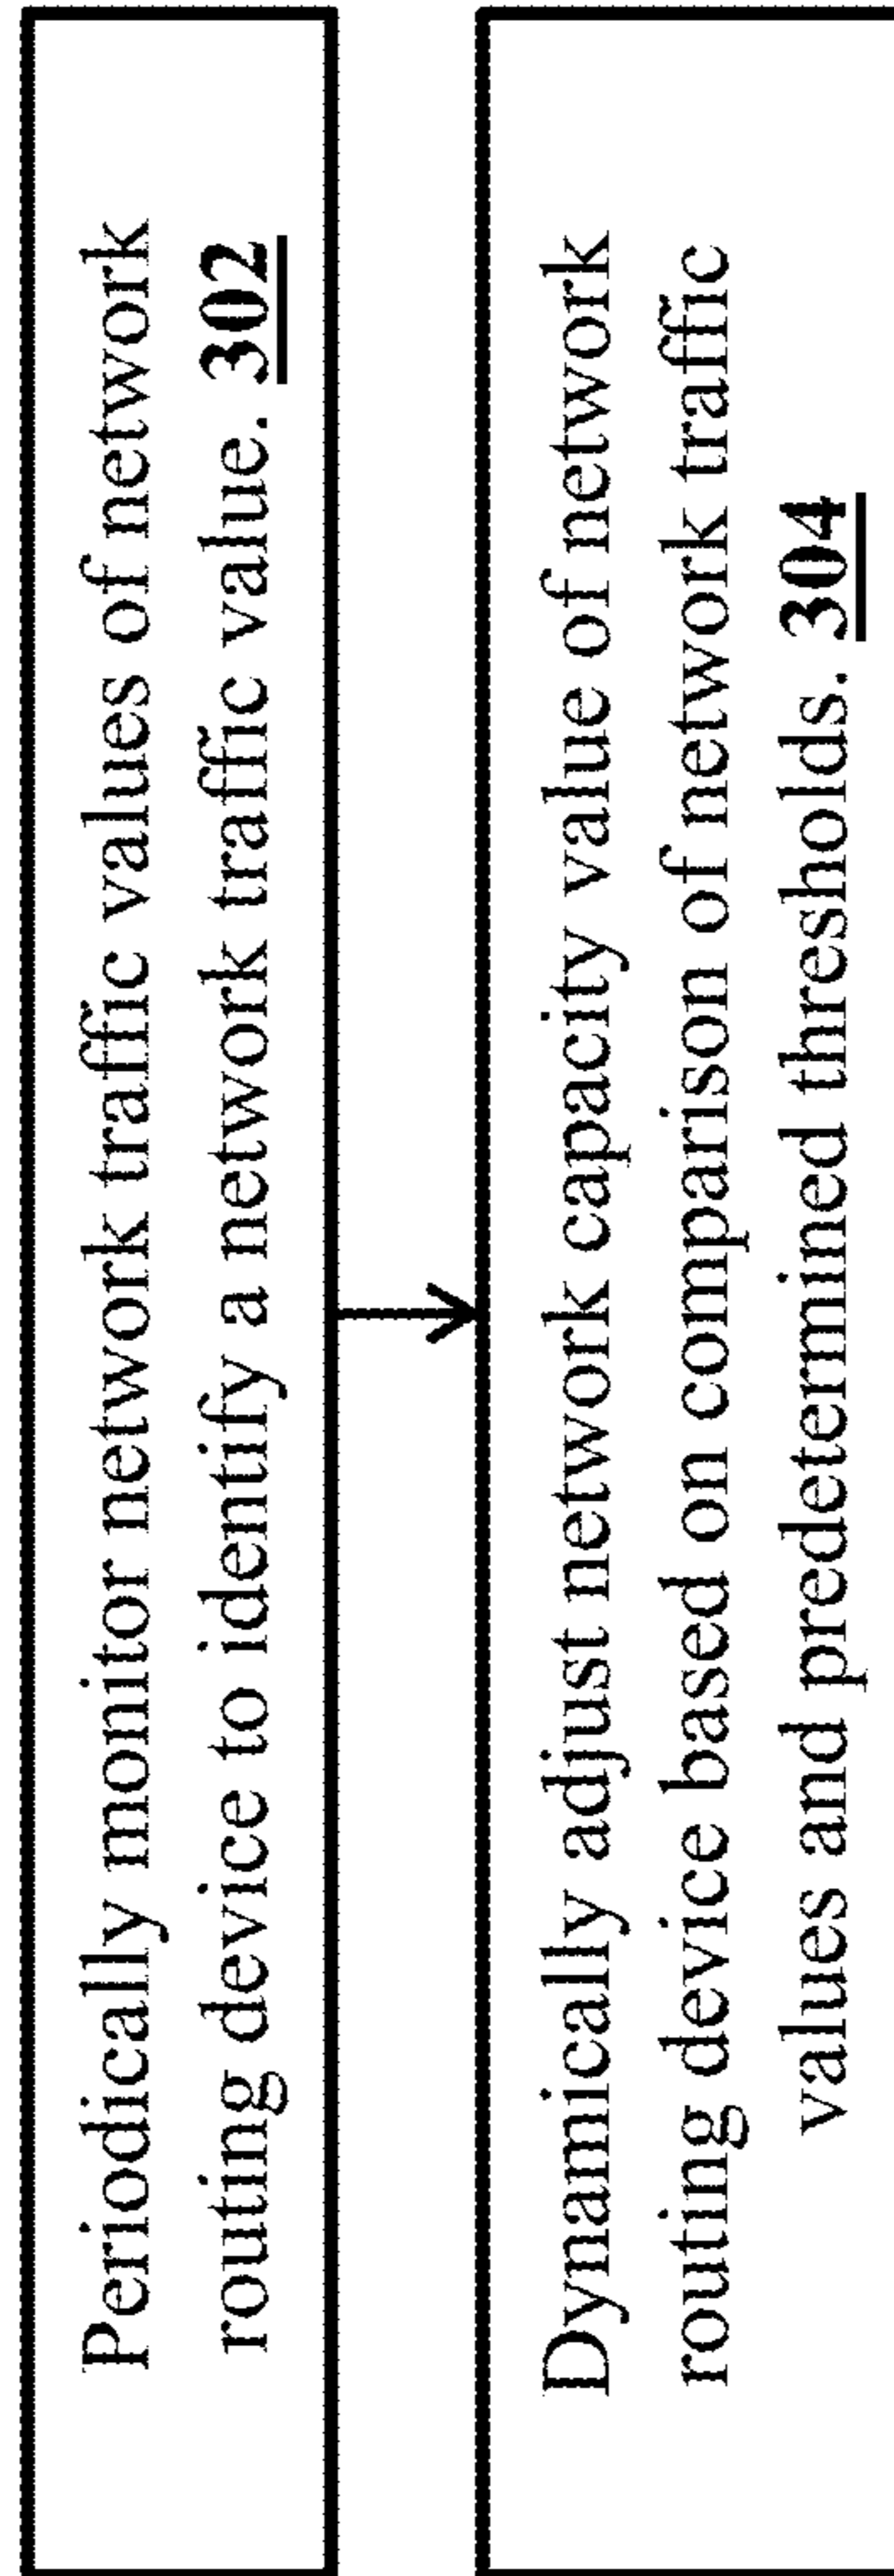 Periodically monitor network traffic values of network
routing device to identify a network traffic value. 302
Dynamically adjust network capacity value of network
routing device based on comparison of network traffic
values and predetermined thresholds. 304